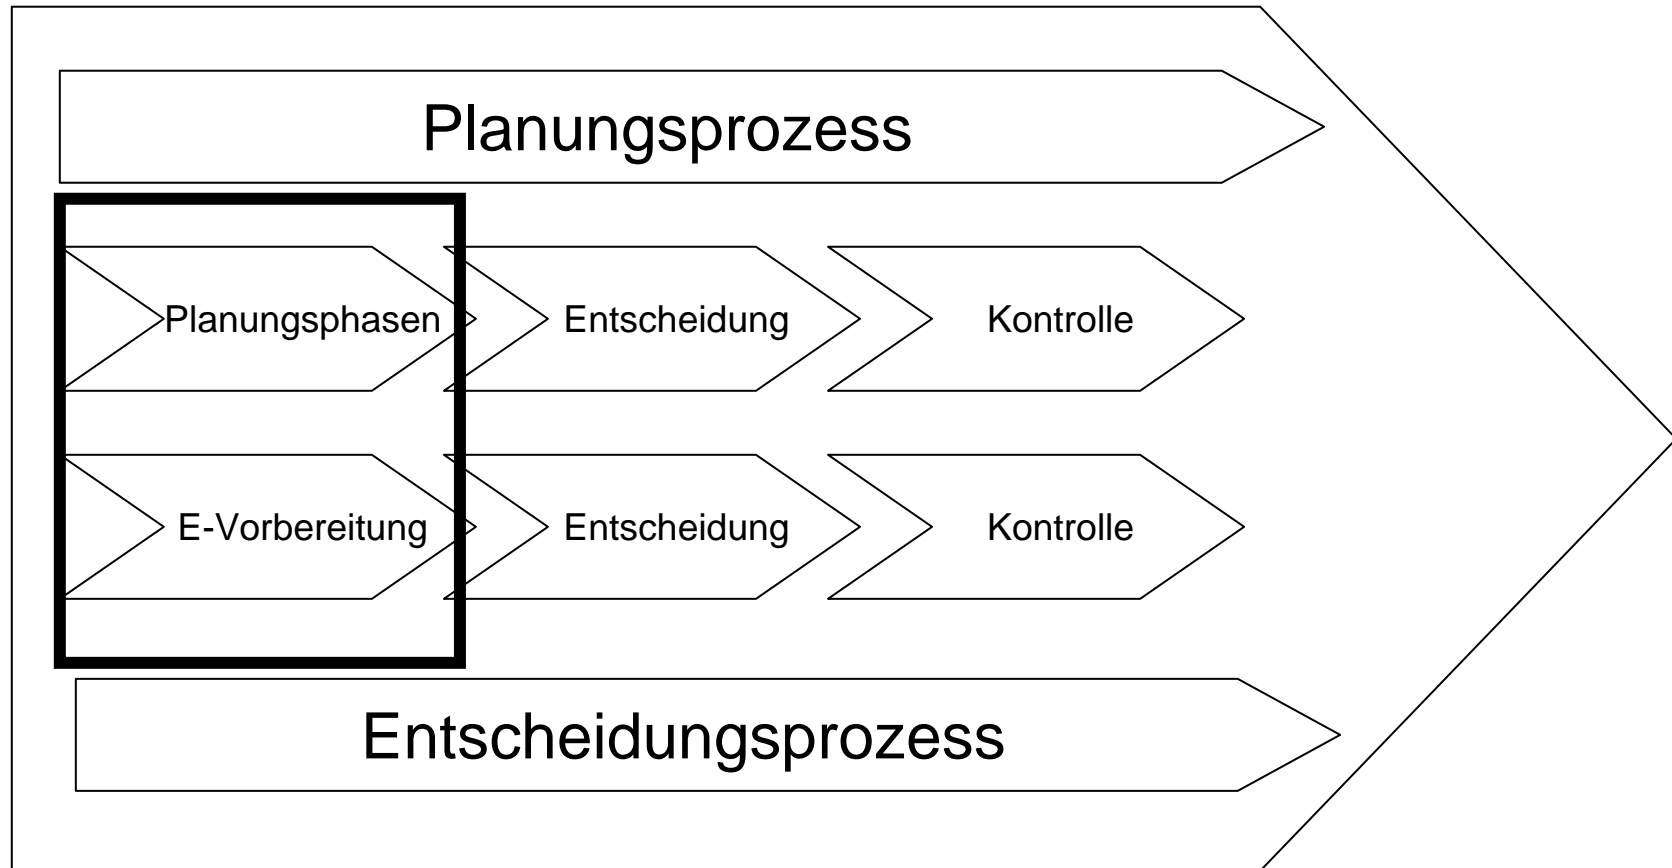 Planungsprozess
Planungsphasen Entscheidung Kontrolle
E-Vorbereitung Entscheidung Kontrolle
Entscheidungsprozess